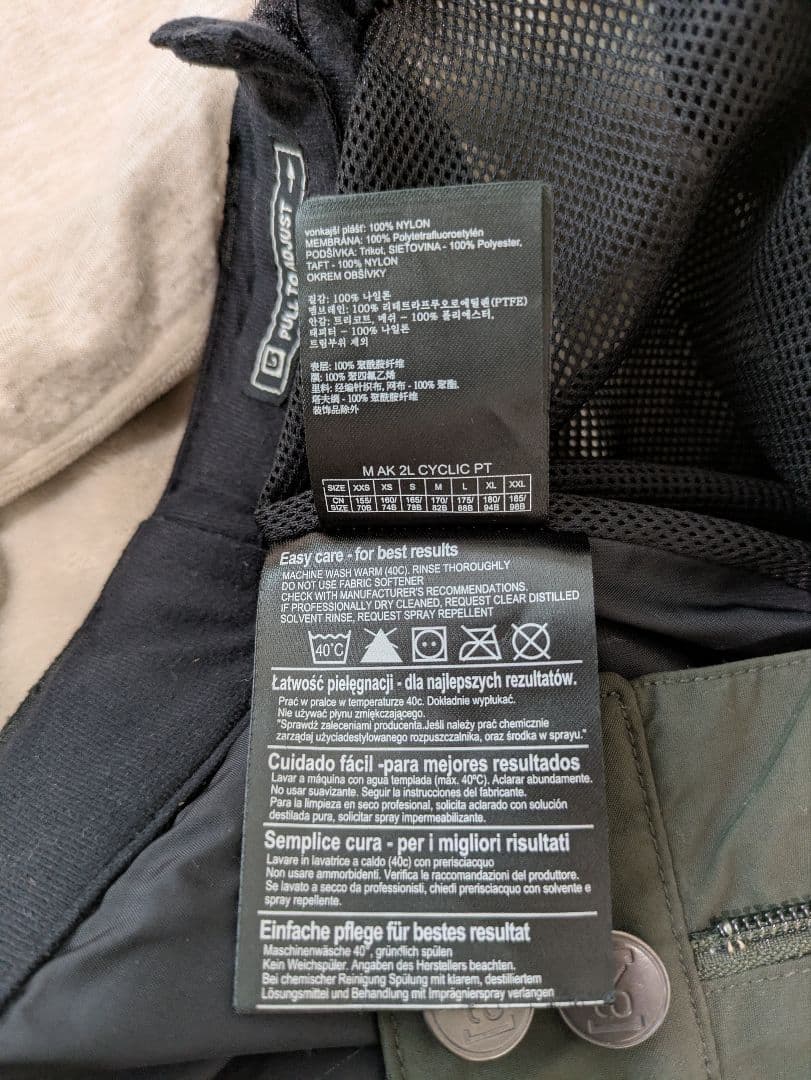 PULL TO ADJUST
vonkajší plášť: 100% NYLON
MEMBRÁNA: 100% Polytetrafluorostylén
PODŠÍVKA: Trikot, SIEŤOVINA - 100% Polyester,
TAFT - 100% NYLON
OKREM OBŠÍVKY
겉감: 100% 나일론
멤브레인: 100% 리테트라프루오로에틸렌(PTFE)
안감: 트리코트, 메쉬 - 100% 폴리에스터,
태피터 - 100% 나일론
트림부위 제외
表层: 100% 聚酰胺纤维
膜: 100% 聚四氟乙烯
里料: 经编针织布, 网布 - 100% 聚酯,
塔夫绸 - 100% 聚酰胺纤维
装饰品除外
M AK 2L CYCLIC PT
SIZE XXS XS S M L XL XXL
CN SIZE 155/70B 160/74B 165/78B 170/82B 175/88B 180/94B 185/98B
Easy care - for best results
MACHINE WASH WARM (40C). RINSE THOROUGHLY
DO NOT USE FABRIC SOFTENER
CHECK WITH MANUFACTURER'S RECOMMENDATIONS.
IF PROFESSIONALLY DRY CLEANED, REQUEST CLEAR DISTILLED
SOLVENT RINSE, REQUEST SPRAY REPELLENT
40°C
Łatwość pielęgnacji - dla najlepszych rezultatów.
Prać w pralce w temperaturze 40c. Dokładnie wypłukać.
Nie używać płynu zmiękczającego.
"Sprawdź zaleceniami producenta.Jeśli należy prać chemicznie
zarządaj użyciadestylowanego rozpuszczalnika, oraz środka w sprayu."
Cuidado fácil -para mejores resultados
Lavar a máquina con agua templada (máx. 40ºC). Aclarar abundamente.
No usar suavizante. Seguir la instrucciones del fabricante.
Para la limpieza en seco profesional, solicita aclarado con solución
destilada pura, solicitar spray impermeabilizante.
Semplice cura - per i migliori risultati
Lavare in lavatrice a caldo (40c) con prerisciacquo
Non usare ammorbidenti. Verifica le raccomandazioni del produttore.
Se lavato a secco da professionisti, chiedi prerisciacquo con solvente e
spray repellente.
Einfache pflege für bestes resultat
Maschinenwäsche 40°, gründlich spülen
Kein Weichspüler. Angaben des Herstellers beachten.
Bei chemischer Reinigung Spülung mit klarem, destilliertem
Lösungsmittel und Behandlung mit Imprägnierspray verlangen